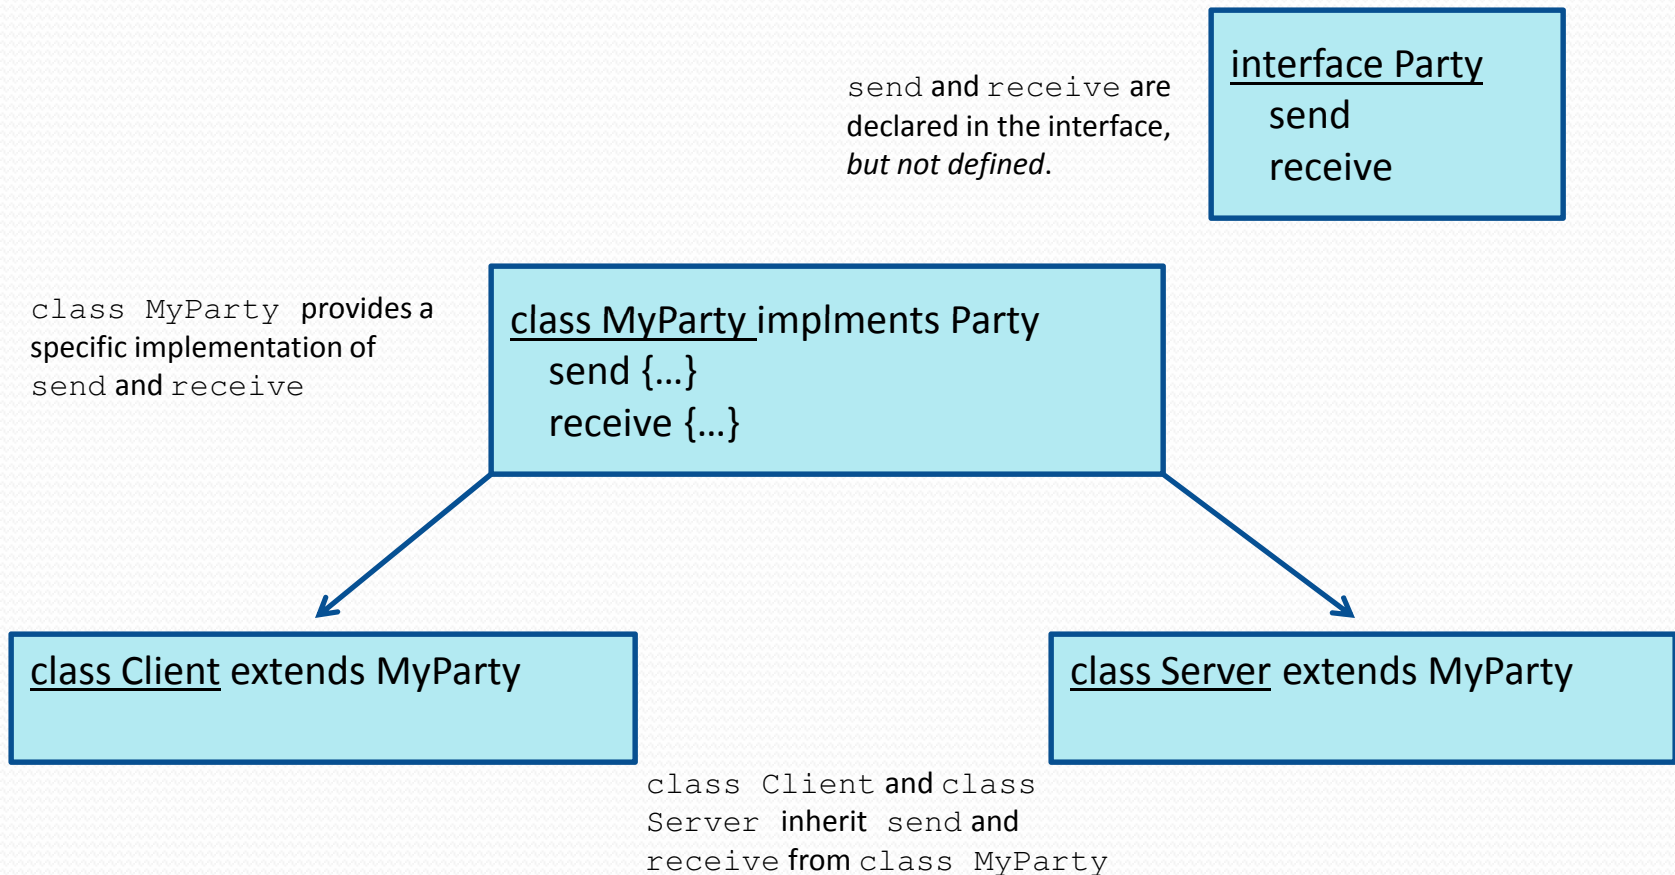 interface Party
send
receive
send and receive are
declared in the interface,
but not defined.
class MyParty provides a
specific implementation of
send and receive
class MyParty implments Party
send {…}
receive {…}
class Client extends MyParty
class Server extends MyParty
class Client and class
Server inherit send and
receive from class MyParty